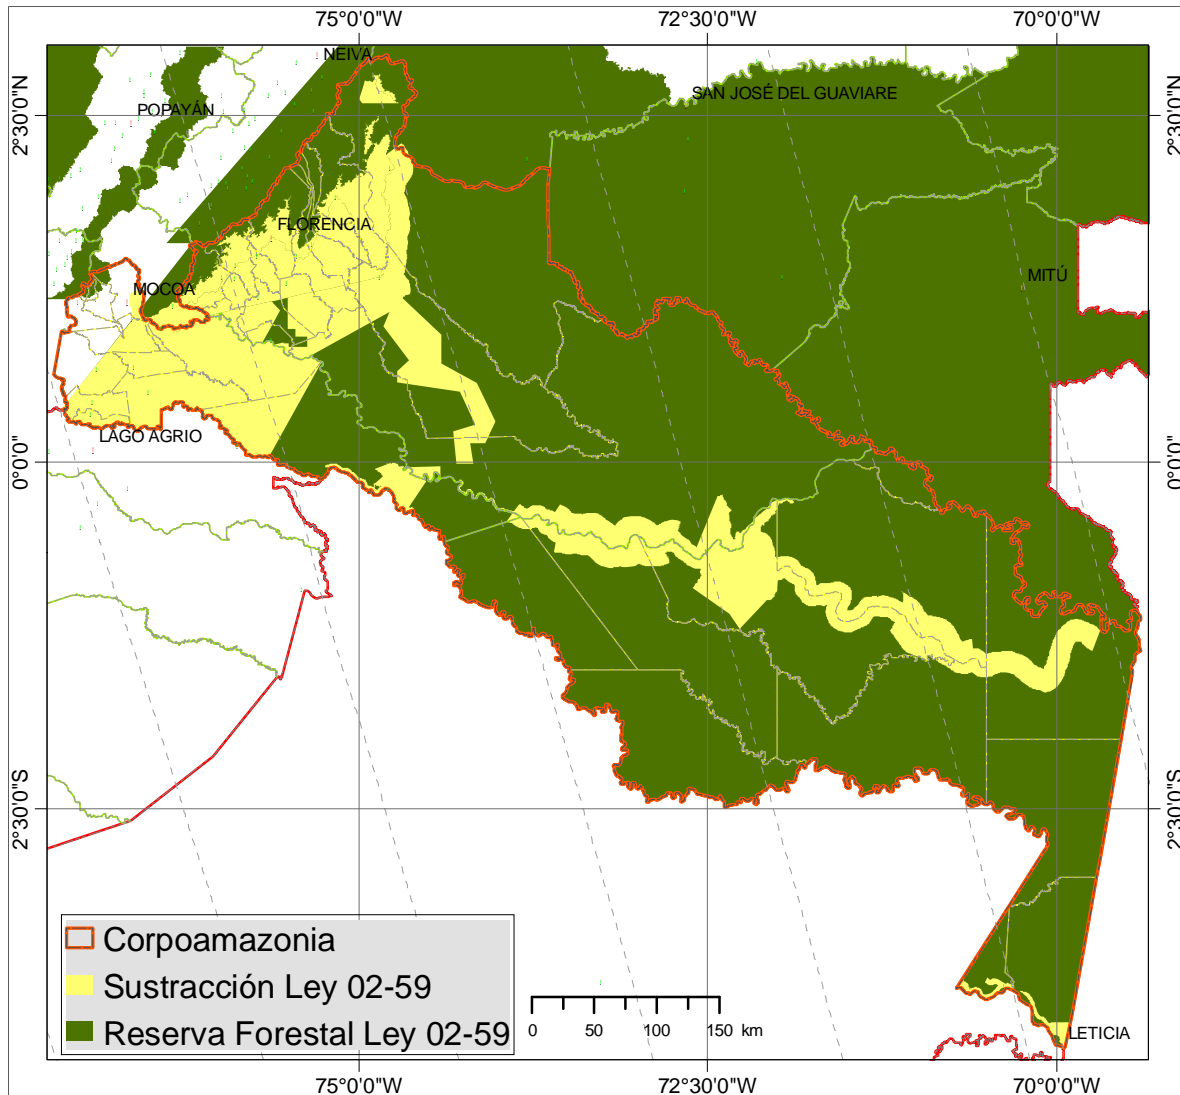 75°0'0"W 72°30'0"W 70°0'0"W
NEIVA
SAN JOSÉ DEL GUAVIARE
POPAYÁN
2°30'0"N 2°30'0"N
FLORENCIA
MITÚ
MOCOA
LAGO AGRIO
0°0'0" 0°0'0"
2°30'0"S 2°30'0"S
Corpoamazonia
Sustracción Ley 02-59
Reserva Forestal Ley 02-59
0 50 100 150 km
LETICIA
75°0'0"W 72°30'0"W 70°0'0"W